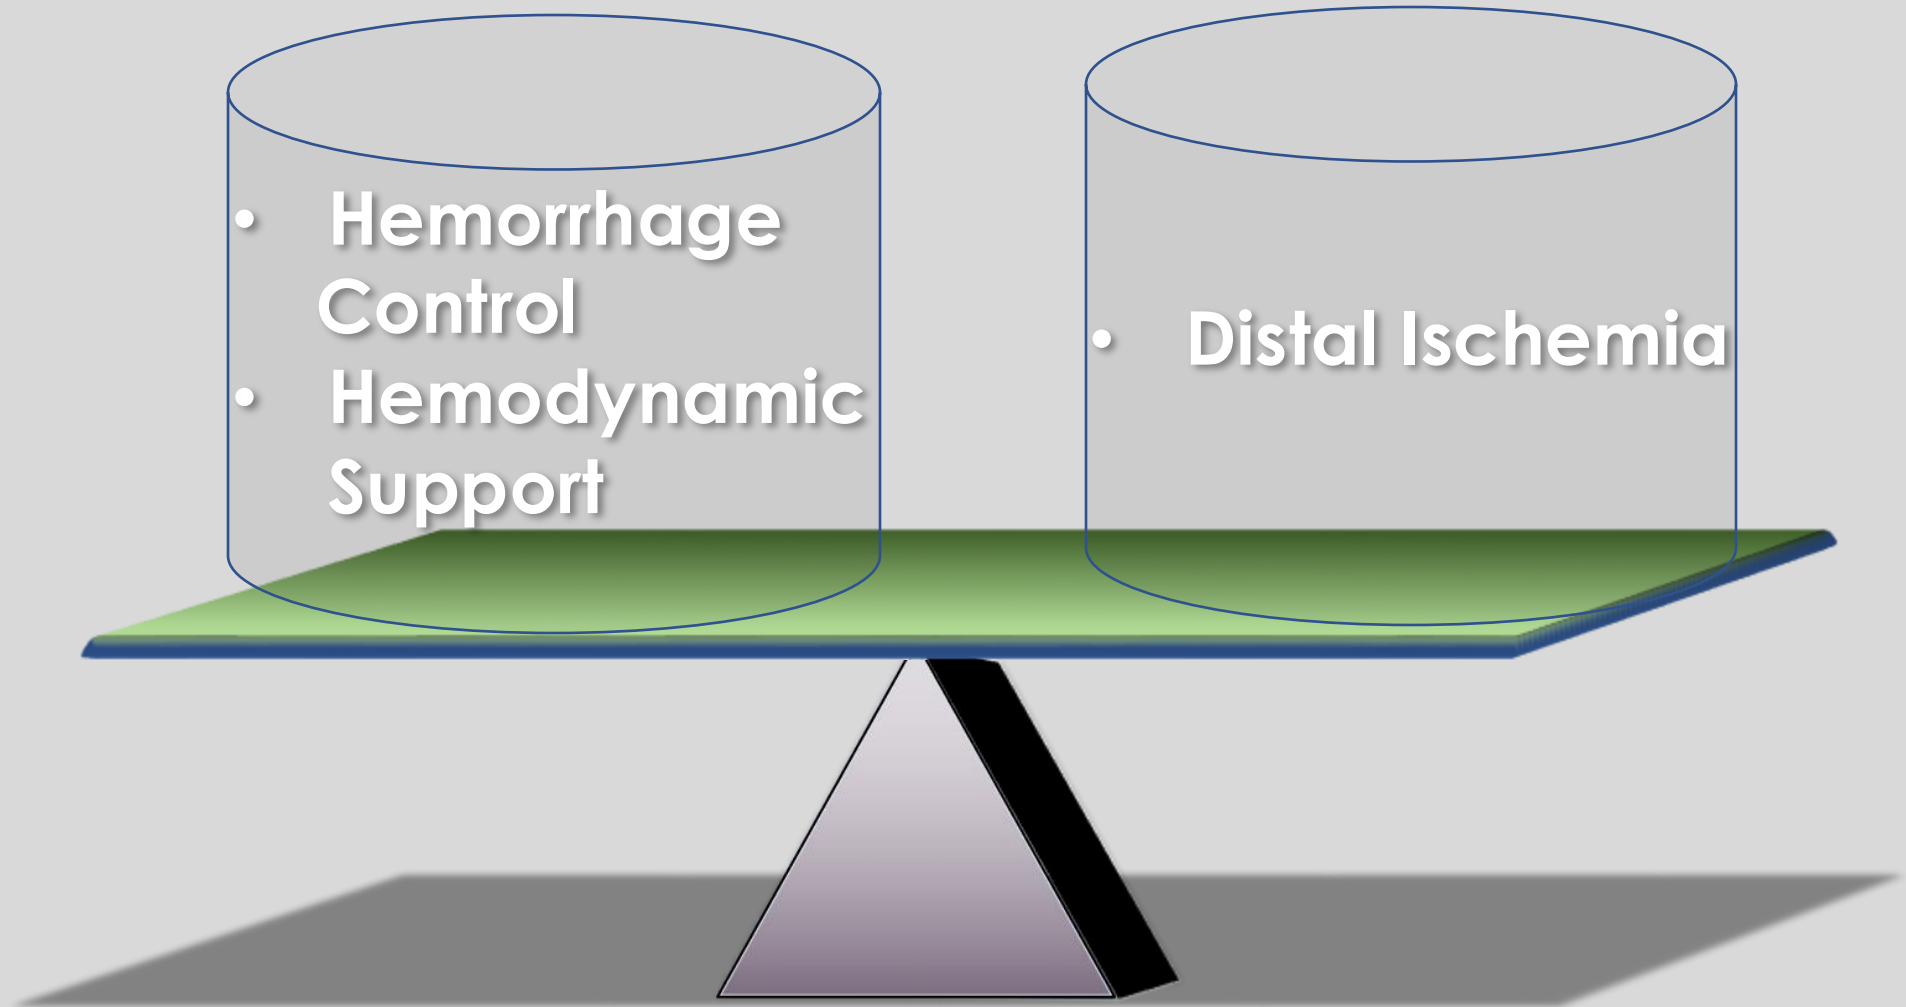 • Hemorrhage
Control
• Hemodynamic
Support
• Distal Ischemia